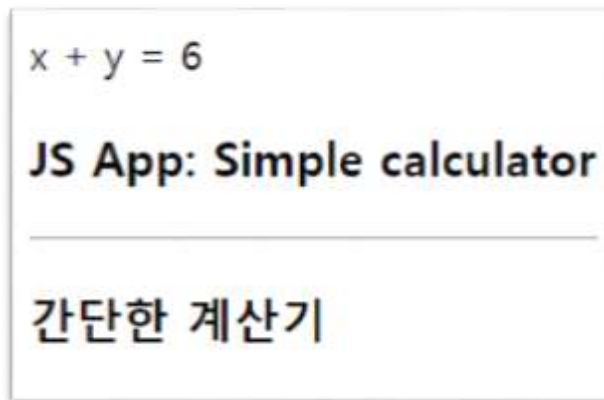 x + y = 6
JS App: Simple calculator
간단한 계산기